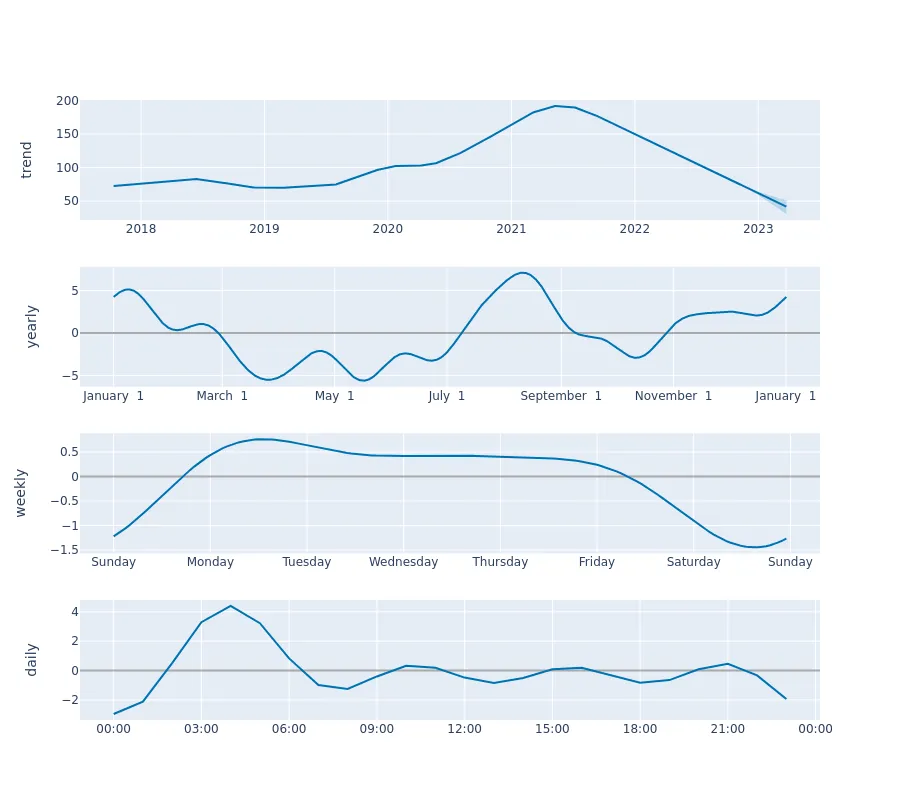 200
150
100
50
trend
2018 2019 2020 2021 2022 2023
5
0
−5
yearly
January 1 March 1 May 1 July 1 September 1 November 1 January 1
0.5
0
−0.5
−1
−1.5
weekly
Sunday Monday Tuesday Wednesday Thursday Friday Saturday Sunday
4
2
0
−2
daily
00:00 03:00 06:00 09:00 12:00 15:00 18:00 21:00 00:00